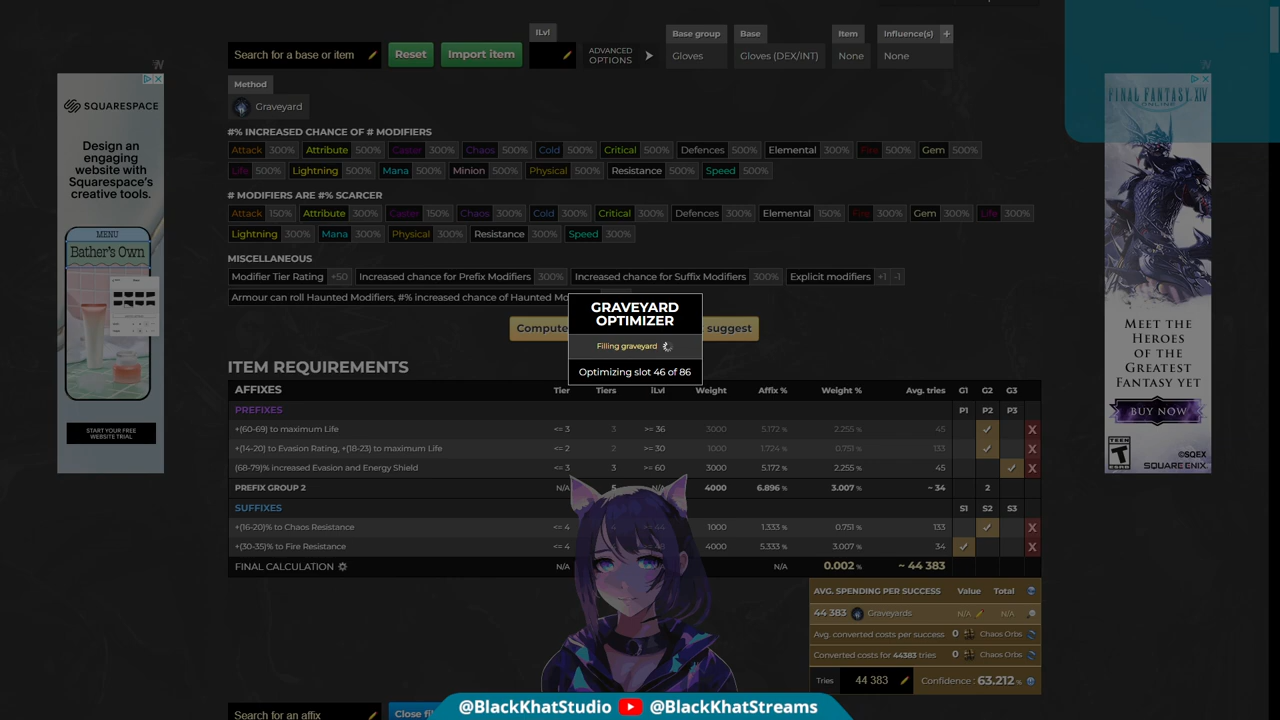 ILvl
Base group
Base
Item
Influence(s) +
Search for a base or item
Reset
Import item
ADVANCED
OPTIONS
Gloves
Gloves (DEX/INT)
None
None
Method
Graveyard
#% INCREASED CHANCE OF # MODIFIERS
Attack 300% Attribute 500% Caster 300% Chaos 500% Cold 500% Critical 500% Defences 500% Elemental 300% Fire 500% Gem 500%
Life 500% Lightning 500% Mana 500% Minion 500% Physical 500% Resistance 500% Speed 500%
# MODIFIERS ARE #% SCARCER
Attack 150% Attribute 300% Caster 150% Chaos 300% Cold 300% Critical 300% Defences 300% Elemental 150% Fire 300% Gem 300% Life 300%
Lightning 300% Mana 300% Physical 300% Resistance 300% Speed 300%
MISCELLANEOUS
Modifier Tier Rating +50 Increased chance for Prefix Modifiers 300% Increased chance for Suffix Modifiers 300% Explicit modifiers +1 -1
Armour can roll Haunted Modifiers, #% increased chance of Haunted Mo
Compute
suggest
GRAVEYARD
OPTIMIZER
Filling graveyard
Optimizing slot 46 of 86
ITEM REQUIREMENTS
AFFIXES Tier Tiers iLvl Weight Affix % Weight % Avg. tries G1 G2 G3
PREFIXES P1 P2 P3
+(60-69) to maximum Life <= 3 3 >= 36 3000 5.172 % 2.255 % 45 X
+(14-20) to Evasion Rating, +(18-23) to maximum Life <= 2 2 >= 30 1000 1.724 % 0.751 % 133 X
(68-79)% increased Evasion and Energy Shield <= 3 3 >= 60 3000 5.172 % 2.255 % 45 X
PREFIX GROUP 2 N/A 5 N/A 4000 6.896 % 3.007 % ~ 34 2
SUFFIXES S1 S2 S3
+(16-20)% to Chaos Resistance <= 4 1000 1.333 % 0.751 % 133 X
+(30-35)% to Fire Resistance <= 4 4000 5.333 % 3.007 % 34 X
FINAL CALCULATION N/A N/A 0.002 % ~ 44 383
AVG. SPENDING PER SUCCESS Value Total
44 383 Graveyards N/A N/A
Avg. converted costs per success 0 Chaos Orbs
Converted costs for 44383 tries 0 Chaos Orbs
Tries 44 383 Confidence : 63.212 %
Search for an affix
Close fil
@BlackKhatStudio @BlackKhatStreams
SQUARESPACE
Design an
engaging
website with
Squarespace's
creative tools.
MENU
Bather's Own
START YOUR FREE
WEBSITE TRIAL
FINAL FANTASY XIV
ONLINE
MEET THE
HEROES
OF THE
GREATEST
FANTASY YET
BUY NOW
TEEN
T
ESRB
©SQEX
SQUARE ENIX.